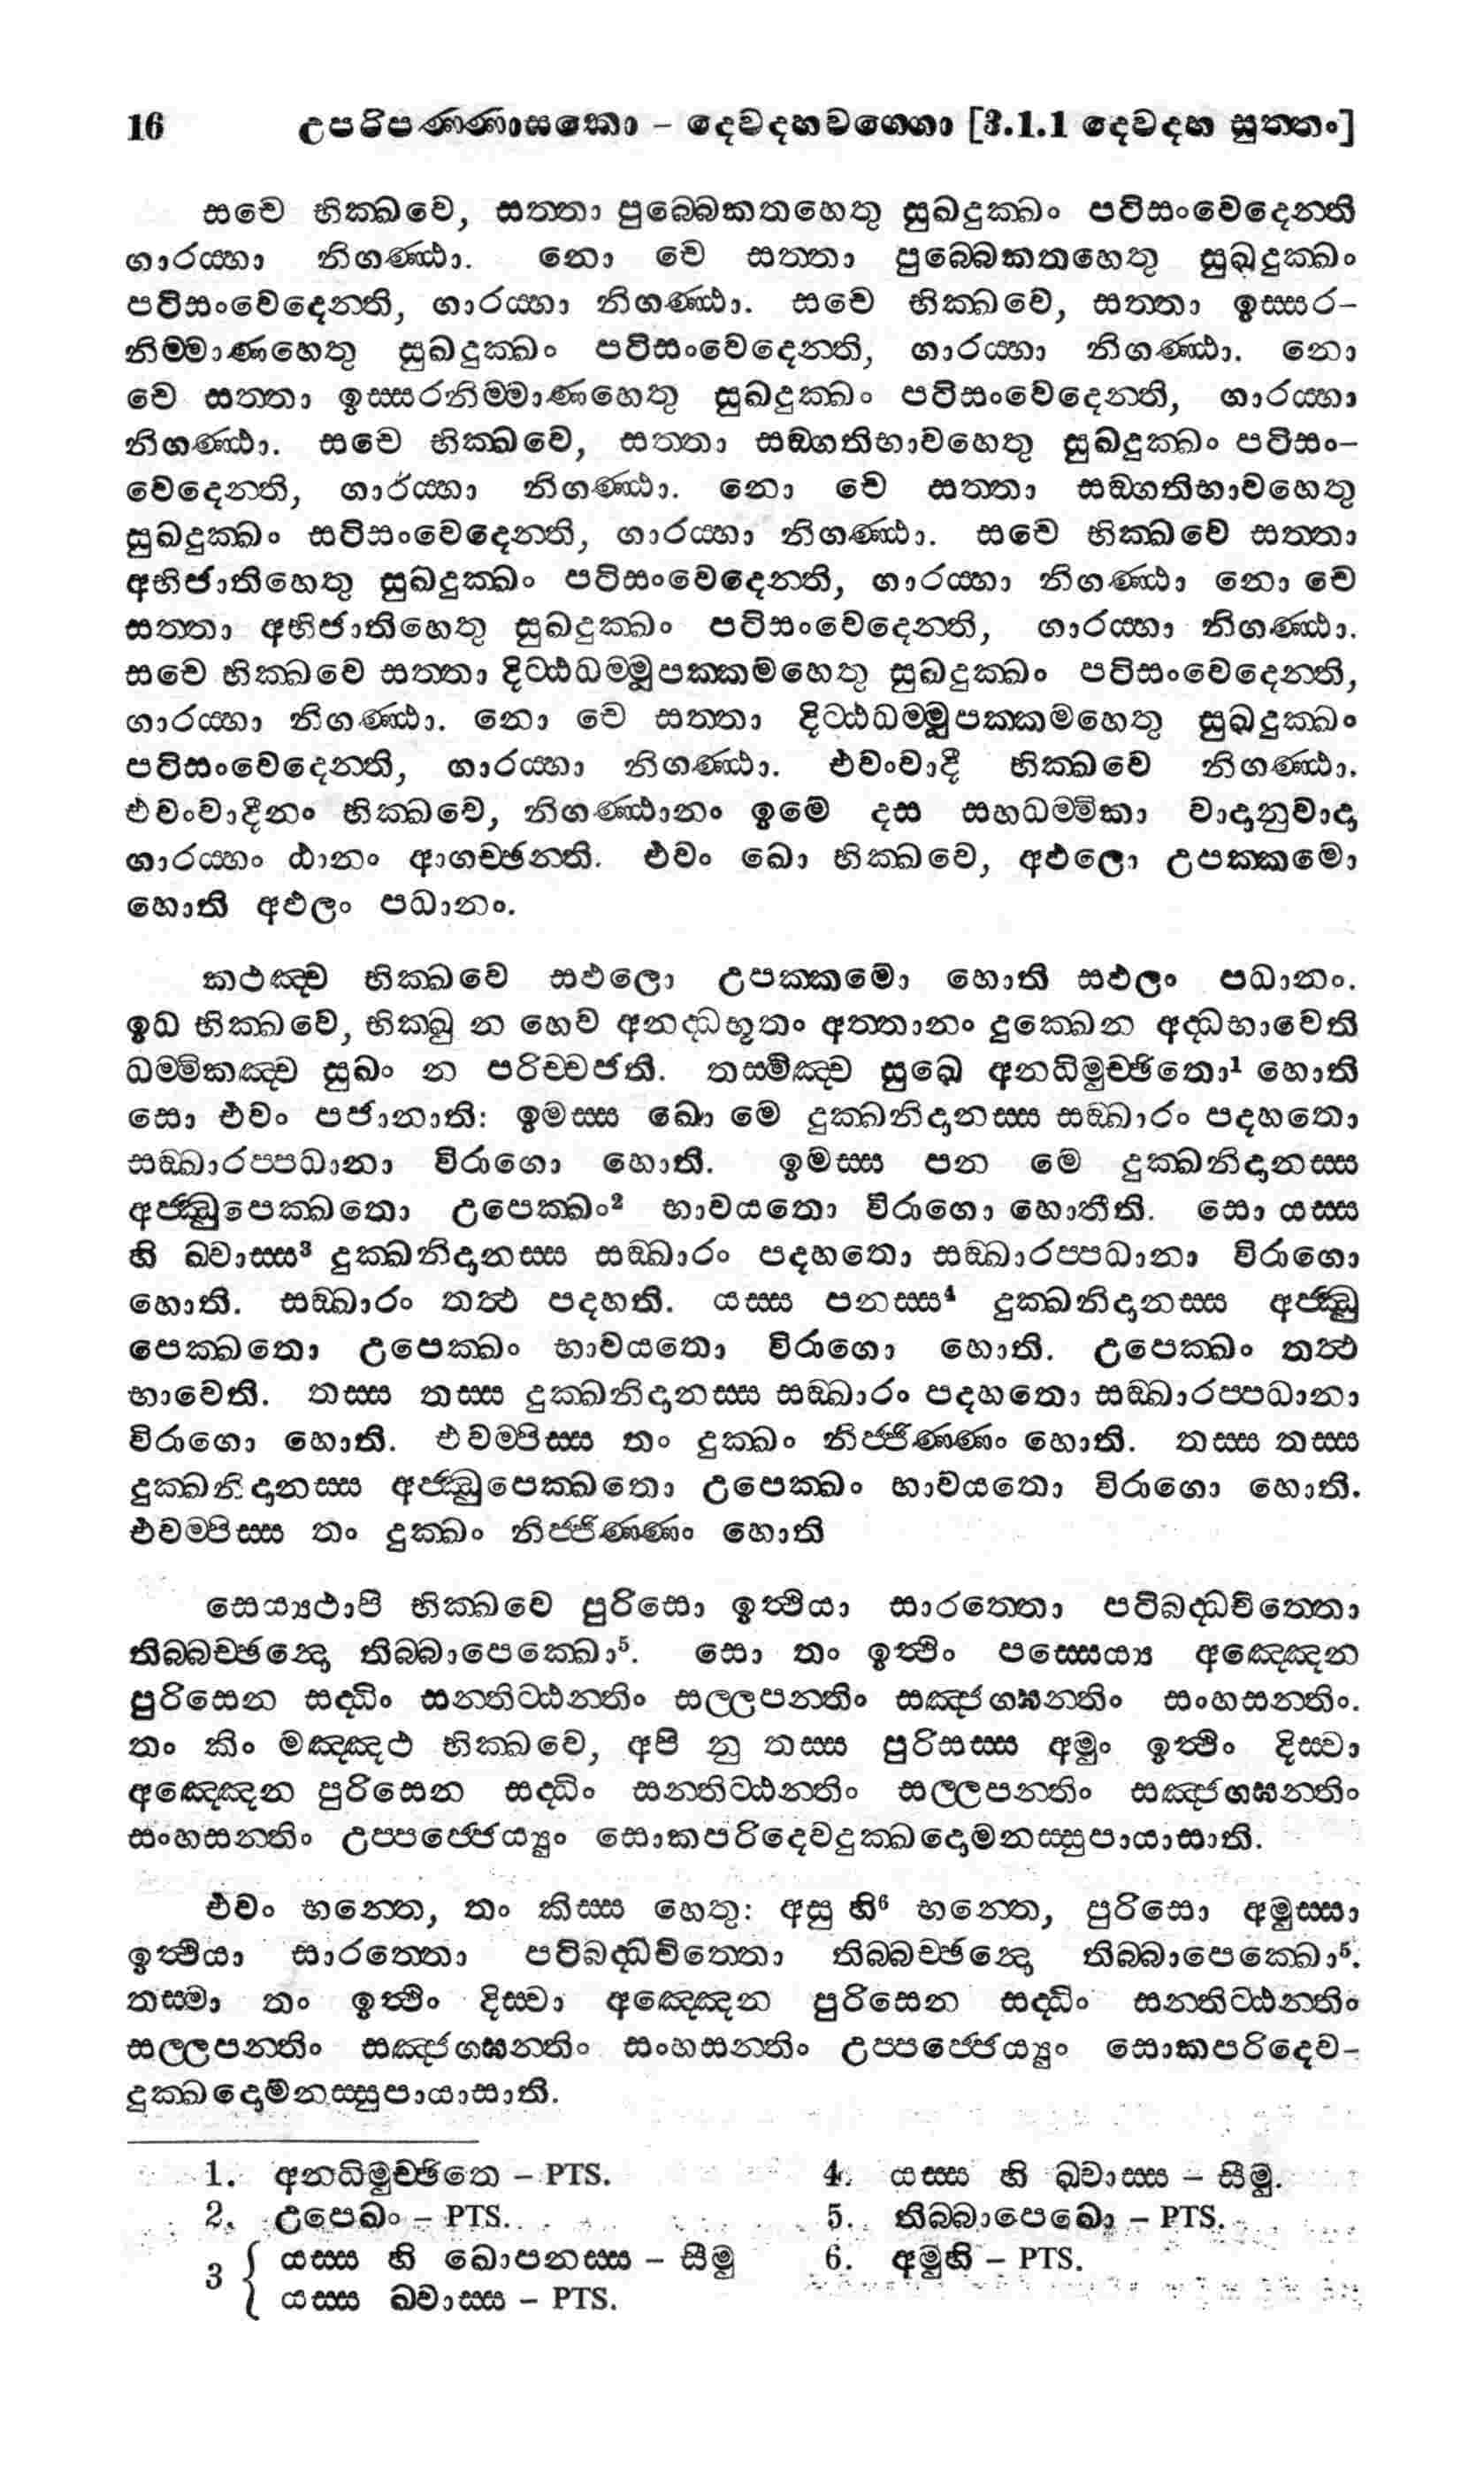 16 උපරිපණ්ණාසකො – දෙවදහවග්ගො [3.1.1 දෙවදහ සුත්තං]
සචෙ භික්ඛවෙ, සත්තා පුබ්බෙකතහෙතු සුඛදුක්ඛං පටිසංවෙදෙන්ති
ගාරය්හා නිගණ්ඨා. නො චෙ සත්තා පුබ්බෙකතහෙතු සුඛදුක්ඛං
පටිසංවෙදෙන්ති, ගාරය්හා නිගණ්ඨා. සචෙ භික්ඛවෙ, සත්තා ඉස්සර–
නිම්මාණහෙතු සුඛදුක්ඛං පටිසංවෙදෙන්ති, ගාරය්හා නිගණ්ඨා. නො
චෙ සත්තා ඉස්සරනිම්මාණහෙතු සුඛදුක්ඛං පටිසංවෙදෙන්ති, ගාරය්හා
නිගණ්ඨා. සචෙ භික්ඛවෙ, සත්තා සඞ්ගතිභාවහෙතු සුඛදුක්ඛං පටිසං–
වෙදෙන්ති, ගාරය්හා නිගණ්ඨා. නො චෙ සත්තා සඞ්ගතිභාවහෙතු
සුඛදුක්ඛං සටිසංවෙදෙන්ති, ගාරය්හා නිගණ්ඨා. සචෙ භික්ඛවෙ සත්තා
අභිජාතිහෙතු සුඛදුක්ඛං පටිසංවෙදෙන්ති, ගාරය්හා නිගණ්ඨා නො චෙ
සත්තා අභිජාතිහෙතු සුඛදුක්ඛං පටිසංවෙදෙන්ති, ගාරය්හා නිගණ්ඨා.
සචෙ භික්ඛවෙ සත්තා දිට්ඨධම්මූපක්කමහෙතු සුඛදුක්ඛං පටිසංවෙදෙන්ති,
ගාරය්හා නිගණ්ඨා. නො චෙ සත්තා දිට්ඨධම්මූපක්කමහෙතු සුඛදුක්ඛං
පටිසංවෙදෙන්ති, ගාරය්හා නිගණ්ඨා. එවංවාදී භික්ඛවෙ නිගණ්ඨා.
එවංවාදීනං භික්ඛවෙ, නිගණ්ඨානං ඉමෙ දස සහධම්මිකා වාදානුවාදා
ගාරය්හං ඨානං ආගච්ඡන්ති. එවං ඛො භික්ඛවෙ, අඵලො උපක්කමො
හොති අඵලං පධානං.
කථඤ්ච භික්ඛවෙ සඵලො උපක්කමො හොති සඵලං පධානං.
ඉධ භික්ඛවෙ, භික්ඛු න හෙව අනද්ධභූතං අත්තානං දුක්ඛෙන අද්ධභාවෙති
ධම්මිකඤ්ච සුඛං න පරිච්චජති. තස්මිඤ්ච සුඛෙ අනධිමුච්ඡිතො¹ හොති
සො එවං පජානාති: ඉමස්ස ඛො මෙ දුක්ඛනිදානස්ස සඞ්ඛාරං පදහතො
සඞ්ඛාරප්පධානා විරාගො හොති. ඉමස්ස පන මෙ දුක්ඛනිදානස්ස
අජ්ඣුපෙක්ඛතො උපෙක්ඛං² භාවයතො විරාගො හොතීති. සො යස්ස
හි ඛ්වාස්ස³ දුක්ඛනිදානස්ස සඞ්ඛාරං පදහතො සඞ්ඛාරප්පධානා විරාගො
හොති. සඞ්ඛාරං තත්ථ පදහති. යස්ස පනස්ස⁴ දුක්ඛනිදානස්ස අජ්ඣු
පෙක්ඛතො උපෙක්ඛං භාවයතො විරාගො හොති. උපෙක්ඛං තත්ථ
භාවෙති. තස්ස තස්ස දුක්ඛනිදානස්ස සඞ්ඛාරං පදහතො සඞ්ඛාරප්පධානා
විරාගො හොති. එවම්පිස්ස තං දුක්ඛං නිජ්ජිණ්ණං හොති. තස්ස තස්ස
දුක්ඛනිදානස්ස අජ්ඣුපෙක්ඛතො උපෙක්ඛං භාවයතො විරාගො හොති.
එවම්පිස්ස තං දුක්ඛං නිජ්ජිණ්ණං හොති
සෙය්‍යථාපි භික්ඛවෙ පුරිසො ඉත්ථියා සාරත්තො පටිබද්ධචිත්තො
තිබ්බච්ඡන්දො තිබ්බාපෙක්ඛො⁵. සො තං ඉත්ථිං පස්සෙය්‍ය අඤ්ඤෙන
පුරිසෙන සද්ධිං සන්තිට්ඨන්තිං සල්ලපන්තිං සඤ්ජග්ඝන්තිං සංහසන්තිං.
තං කිං මඤ්ඤථ භික්ඛවෙ, අපි නු තස්ස පුරිසස්ස අමුං ඉත්ථිං දිස්වා
අඤ්ඤෙන පුරිසෙන සද්ධිං සන්තිට්ඨන්තිං සල්ලපන්තිං සඤ්ජග්ඝන්තිං
සංහසන්තිං උප්පජ්ජෙය්‍යුං සොකපරිදෙවදුක්ඛදොමනස්සුපායාසාති.
එවං භන්තෙ, තං කිස්ස හෙතු: අසු හි⁶ භන්තෙ, පුරිසො අමුස්සා
ඉත්ථියා සාරත්තො පටිබද්ධචිත්තො තිබ්බච්ඡන්දො තිබ්බාපෙක්ඛො⁵.
තස්මා තං ඉත්ථිං දිස්වා අඤ්ඤෙන පුරිසෙන සද්ධිං සන්තිට්ඨන්තිං
සල්ලපන්තිං සඤ්ජග්ඝන්තිං සංහසන්තිං උප්පජ්ජෙය්‍යුං සොකපරිදෙව–
දුක්ඛදොමනස්සුපායාසාති.
1. අනධිමුච්ඡිතෙ – PTS.
2. උපෙඛං – PTS.
3 { යස්ස හි ඛොපනස්ස – සීමු
යස්ස ඛ්වාස්ස – PTS.
4. යස්ස හි ඛ්වාස්ස – සීමු.
5. තිබ්බාපෙඛො – PTS.
6. අමුහි – PTS.